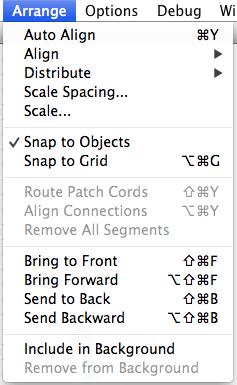 Arrange Options Debug Wi
Auto Align ⌘Y
Align ▶
Distribute ▶
Scale Spacing...
Scale...
✓ Snap to Objects
Snap to Grid ⌥⌘G
Route Patch Cords ⇧⌘Y
Align Connections ⌥⌘Y
Remove All Segments
Bring to Front ⇧⌘F
Bring Forward ⌥⇧⌘F
Send to Back ⇧⌘B
Send Backward ⌥⇧⌘B
Include in Background
Remove from Background